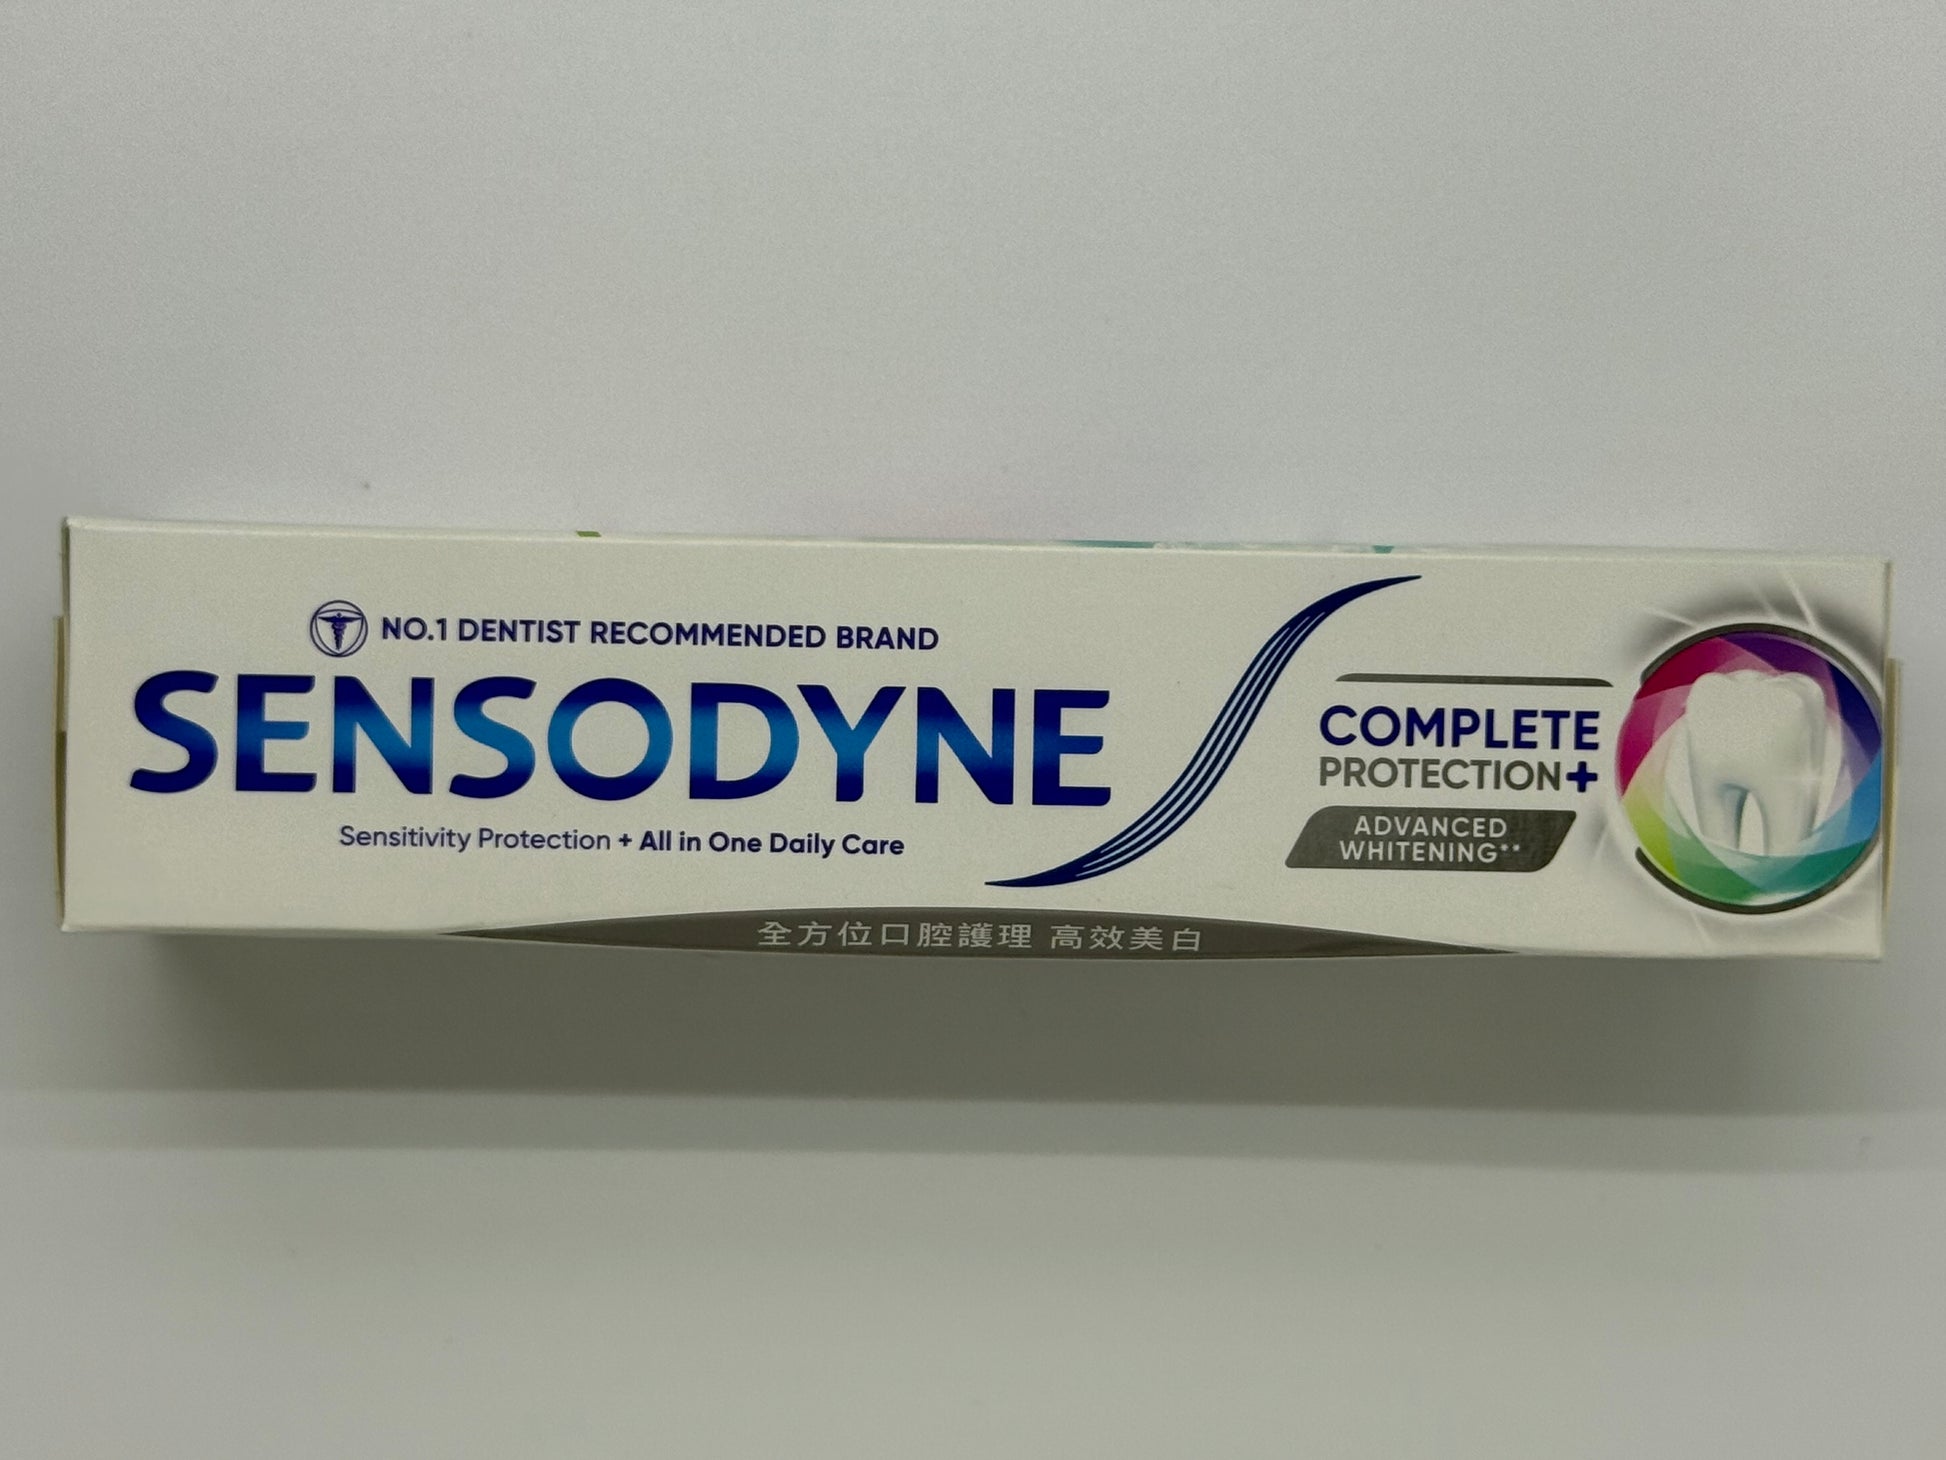 NO.1 DENTIST RECOMMENDED BRAND
SENSODYNE
Sensitivity Protection + All in One Daily Care
COMPLETE
PROTECTION+
ADVANCED
WHITENING**
全方位口腔護理 高效美白